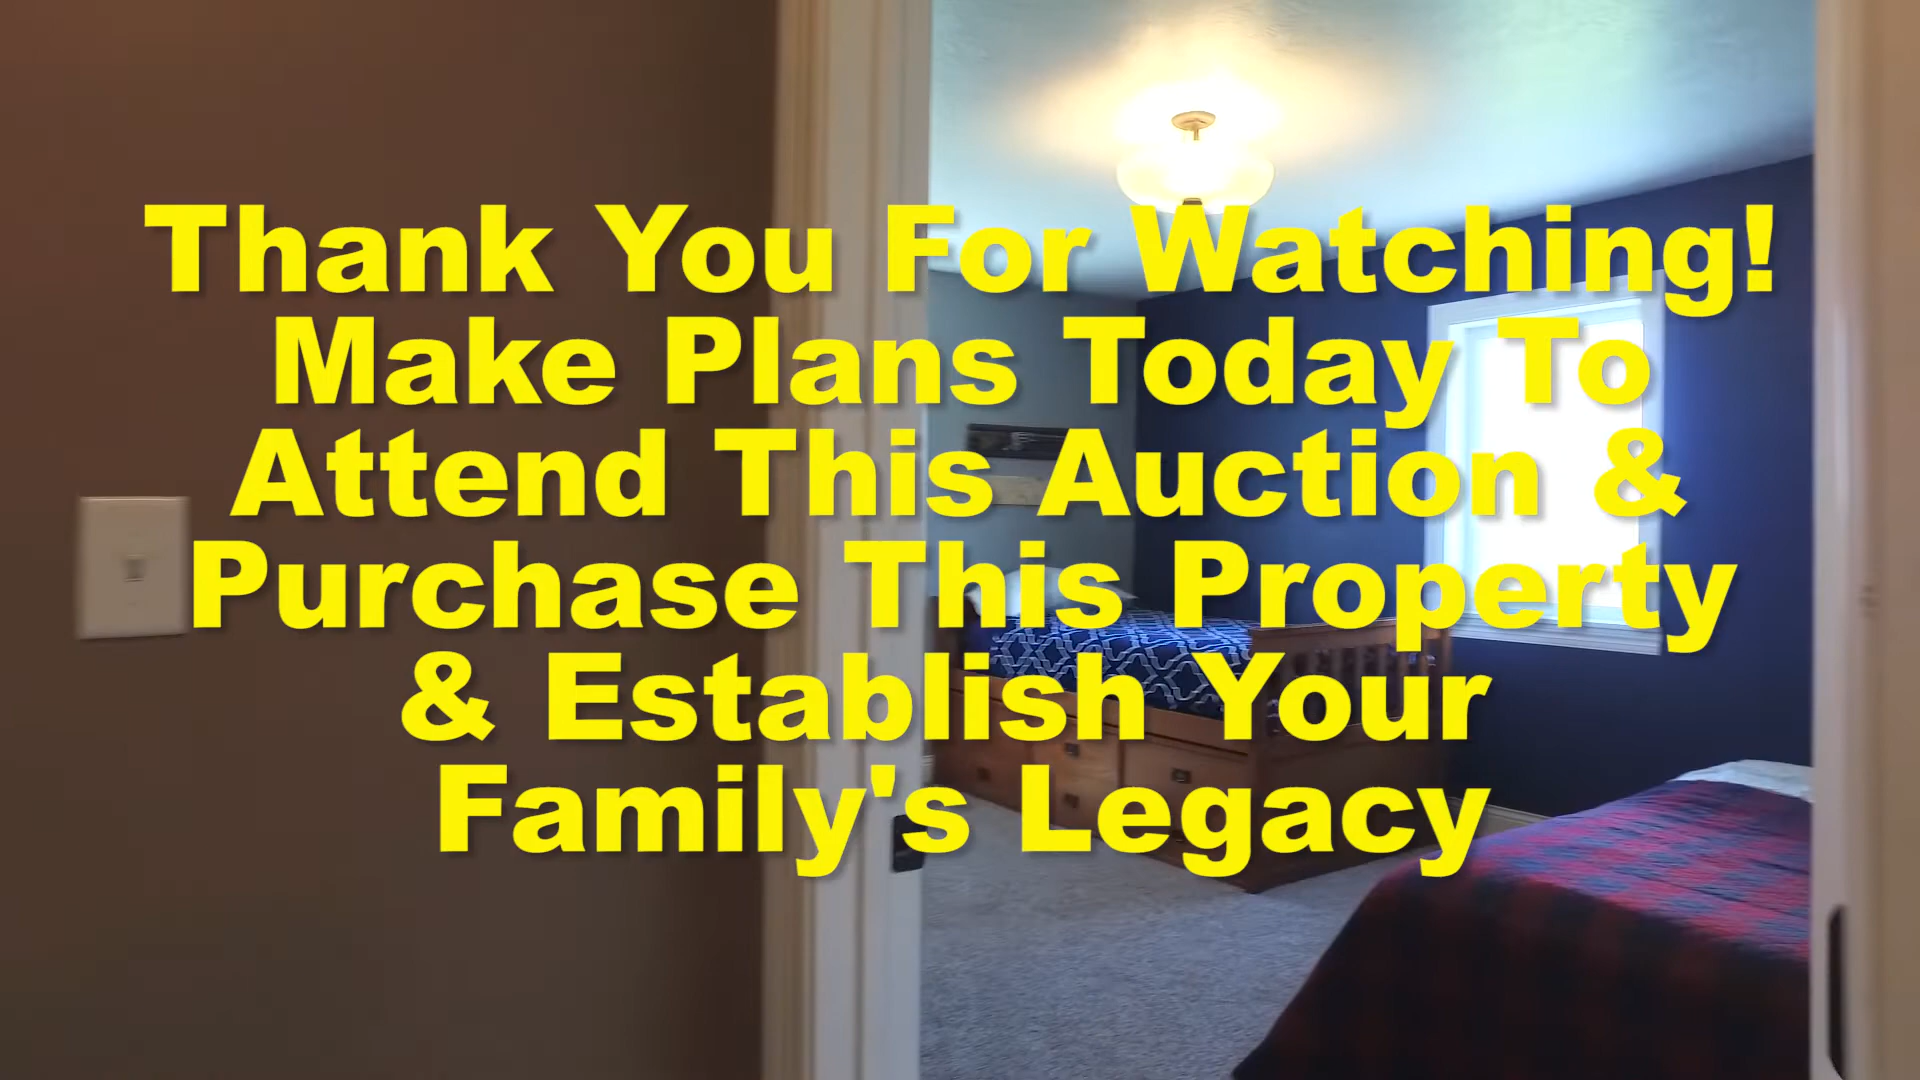 Thank You For Watching!
Make Plans Today To
Attend This Auction &
Purchase This Property
& Establish Your
Family's Legacy